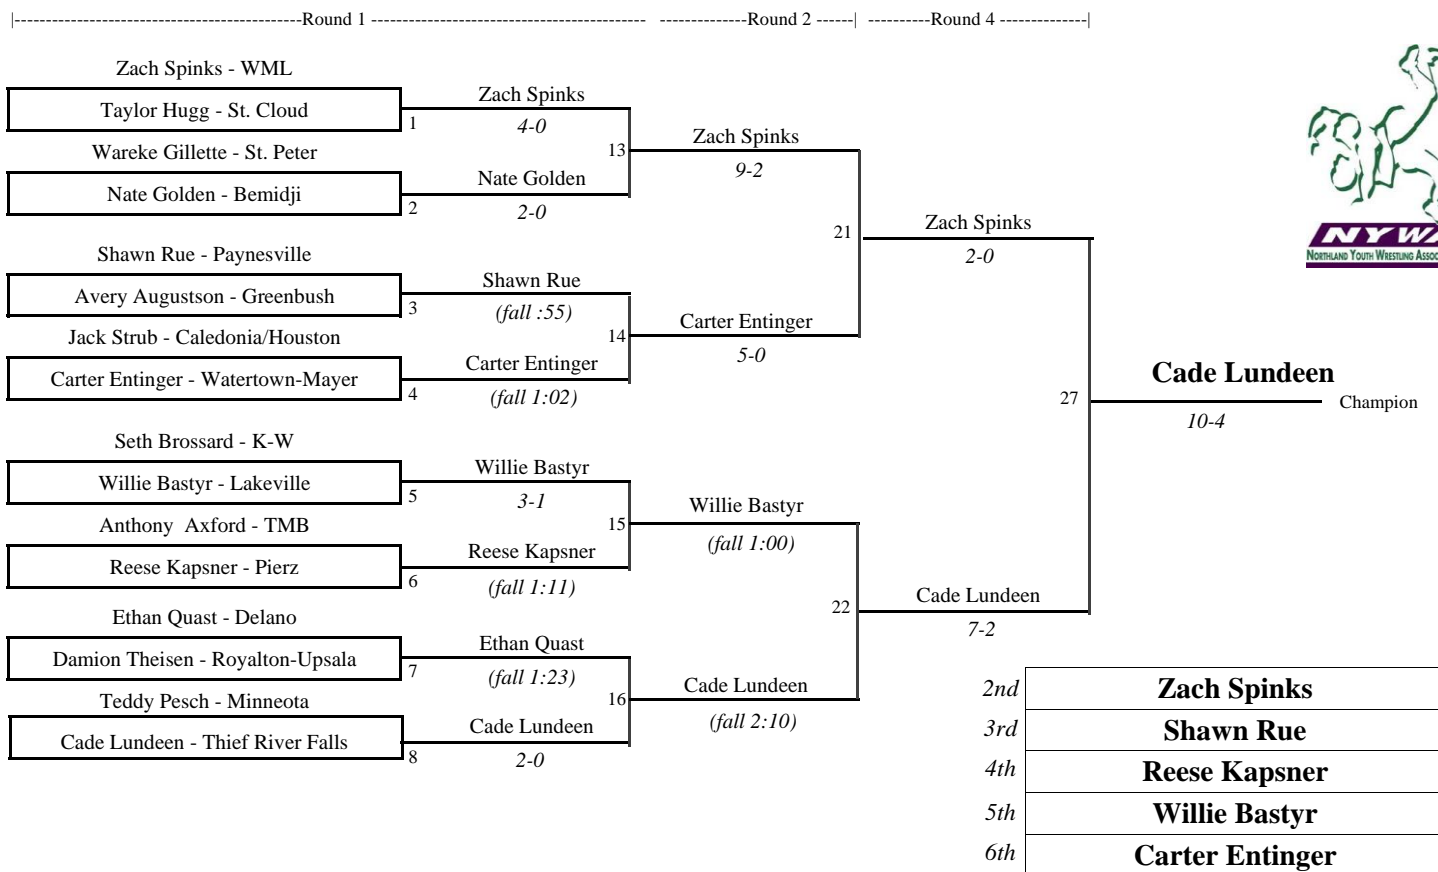 |----------------------------------------------Round 1 --------------------------------------------  --------------Round 2 ------|  ----------Round 4 --------------|
Zach Spinks - WML
Taylor Hugg - St. Cloud
1
Zach Spinks
4-0
Wareke Gillette - St. Peter
Nate Golden - Bemidji
2
Nate Golden
2-0
13
Zach Spinks
9-2
Shawn Rue - Paynesville
Avery Augustson - Greenbush
3
Shawn Rue
(fall :55)
Jack Strub - Caledonia/Houston
Carter Entinger - Watertown-Mayer
4
Carter Entinger
(fall 1:02)
14
Carter Entinger
5-0
21
Zach Spinks
2-0
Seth Brossard - K-W
Willie Bastyr - Lakeville
5
Willie Bastyr
3-1
Anthony  Axford - TMB
Reese Kapsner - Pierz
6
Reese Kapsner
(fall 1:11)
15
Willie Bastyr
(fall 1:00)
Ethan Quast - Delano
Damion Theisen - Royalton-Upsala
7
Ethan Quast
(fall 1:23)
Teddy Pesch - Minneota
Cade Lundeen - Thief River Falls
8
Cade Lundeen
2-0
16
Cade Lundeen
(fall 2:10)
22
Cade Lundeen
7-2
27
Cade Lundeen
Champion
10-4
NYWA
NORTHLAND YOUTH WRESTLING ASSOC
2nd Zach Spinks
3rd Shawn Rue
4th Reese Kapsner
5th Willie Bastyr
6th Carter Entinger